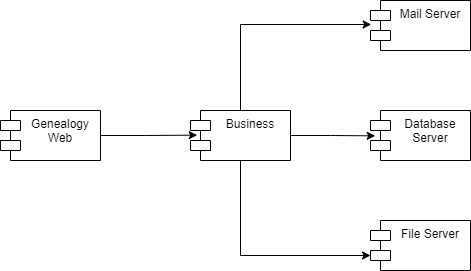 Mail Server
Genealogy
Web
Business
Database
Server
File Server